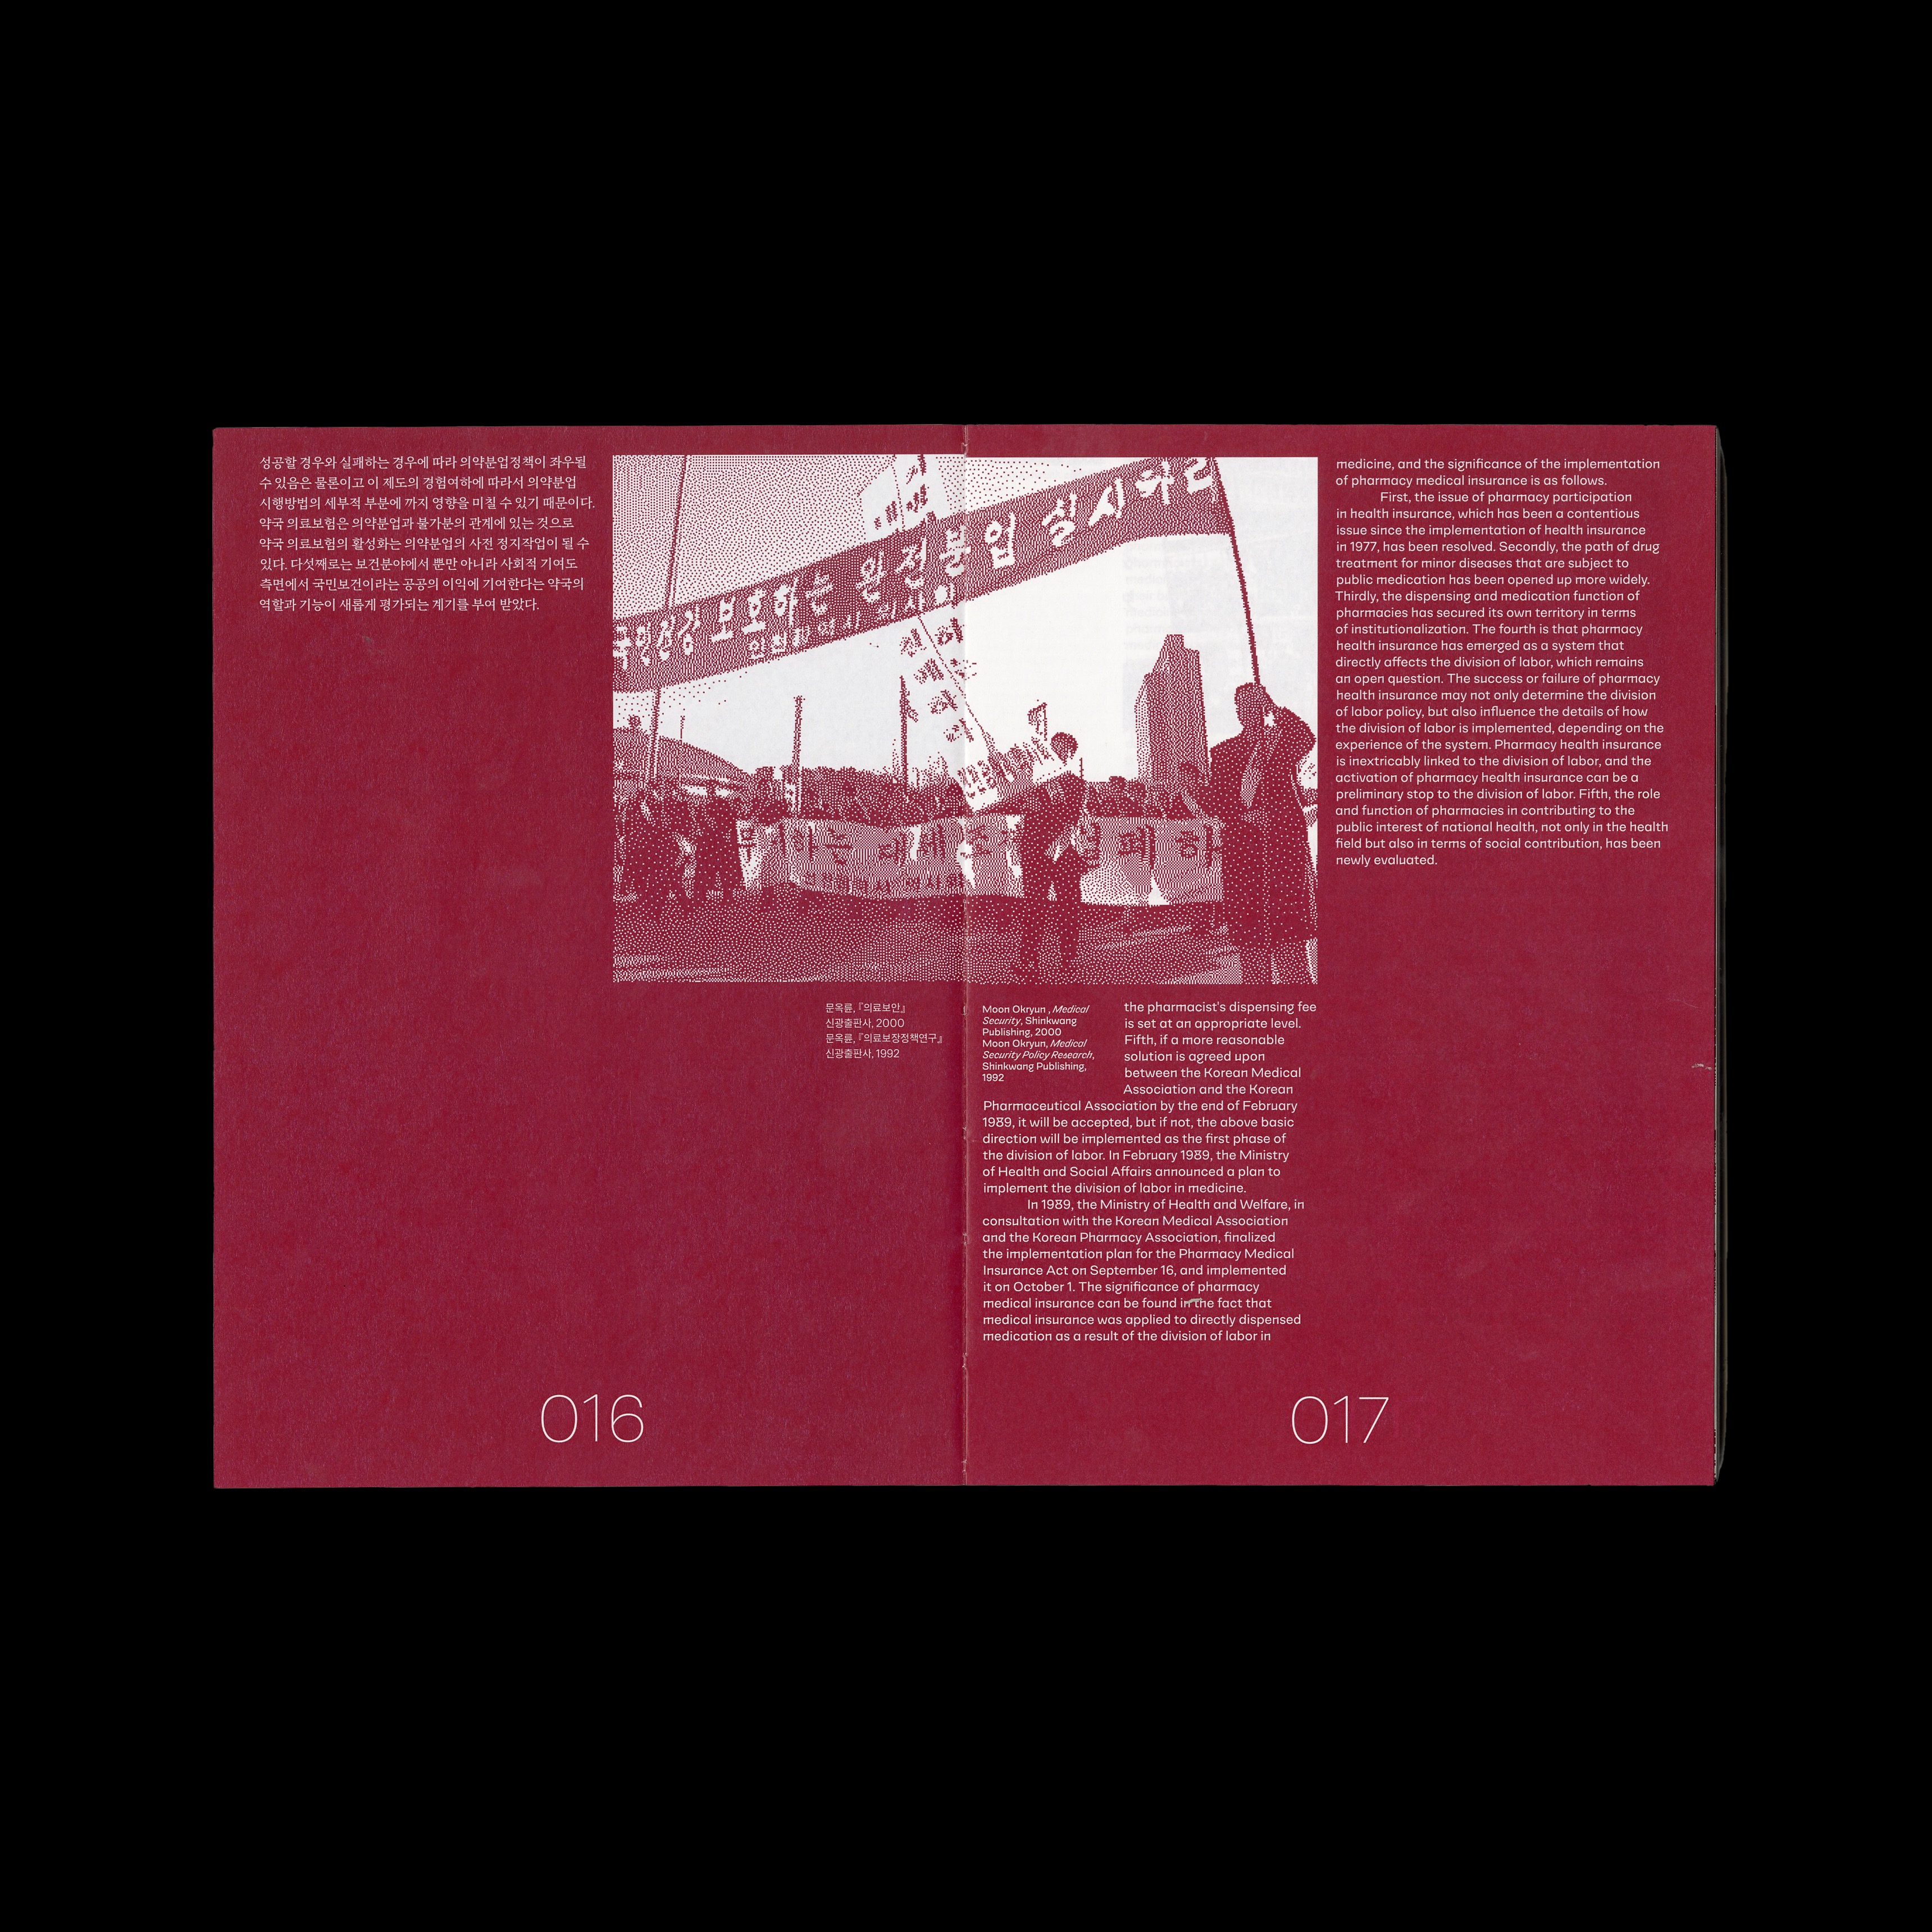 성공할 경우와 실패하는 경우에 따라 의약분업정책이 좌우될
수 있음은 물론이고 이 제도의 경험여하에 따라서 의약분업
시행방법의 세부적 부분에 까지 영향을 미칠 수 있기 때문이다.
약국 의료보험은 의약분업과 불가분의 관계에 있는 것으로
약국 의료보험의 활성화는 의약분업의 사전 정지작업이 될 수
있다. 다섯째로는 보건분야에서 뿐만 아니라 사회적 기여도
측면에서 국민보건이라는 공공의 이익에 기여한다는 약국의
역할과 기능이 새롭게 평가되는 계기를 부여 받았다.
국민건강 보호하는 완전분업 실시하라
문옥륜, 『의료보안』
신광출판사, 2000
문옥륜, 『의료보장정책연구』
신광출판사, 1992
016
Moon Okryun , Medical
Security, Shinkwang
Publishing, 2000
Moon Okryun, Medical
Security Policy Research,
Shinkwang Publishing,
1992
the pharmacist's dispensing fee
is set at an appropriate level.
Fifth, if a more reasonable
solution is agreed upon
between the Korean Medical
Association and the Korean
Pharmaceutical Association by the end of February
1989, it will be accepted, but if not, the above basic
direction will be implemented as the first phase of
the division of labor. In February 1989, the Ministry
of Health and Social Affairs announced a plan to
implement the division of labor in medicine.
In 1989, the Ministry of Health and Welfare, in
consultation with the Korean Medical Association
and the Korean Pharmacy Association, finalized
the implementation plan for the Pharmacy Medical
Insurance Act on September 16, and implemented
it on October 1. The significance of pharmacy
medical insurance can be found in the fact that
medical insurance was applied to directly dispensed
medication as a result of the division of labor in
medicine, and the significance of the implementation
of pharmacy medical insurance is as follows.
First, the issue of pharmacy participation
in health insurance, which has been a contentious
issue since the implementation of health insurance
in 1977, has been resolved. Secondly, the path of drug
treatment for minor diseases that are subject to
public medication has been opened up more widely.
Thirdly, the dispensing and medication function of
pharmacies has secured its own territory in terms
of institutionalization. The fourth is that pharmacy
health insurance has emerged as a system that
directly affects the division of labor, which remains
an open question. The success or failure of pharmacy
health insurance may not only determine the division
of labor policy, but also influence the details of how
the division of labor is implemented, depending on the
experience of the system. Pharmacy health insurance
is inextricably linked to the division of labor, and the
activation of pharmacy health insurance can be a
preliminary stop to the division of labor. Fifth, the role
and function of pharmacies in contributing to the
public interest of national health, not only in the health
field but also in terms of social contribution, has been
newly evaluated.
017